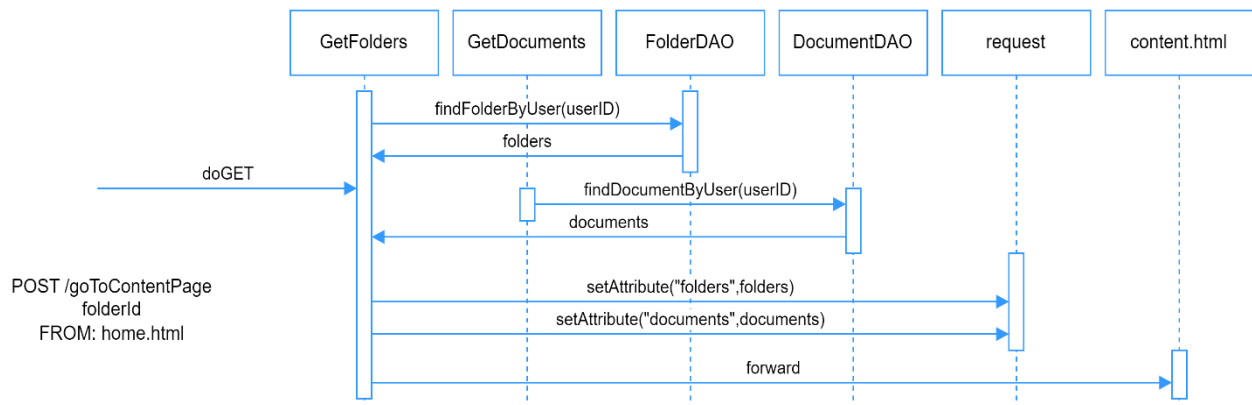 GetFolders
GetDocuments
FolderDAO
DocumentDAO
request
content.html
findFolderByUser(userID)
folders
doGET
findDocumentByUser(userID)
documents
POST /goToContentPage
folderId
FROM: home.html
setAttribute("folders",folders)
setAttribute("documents",documents)
forward